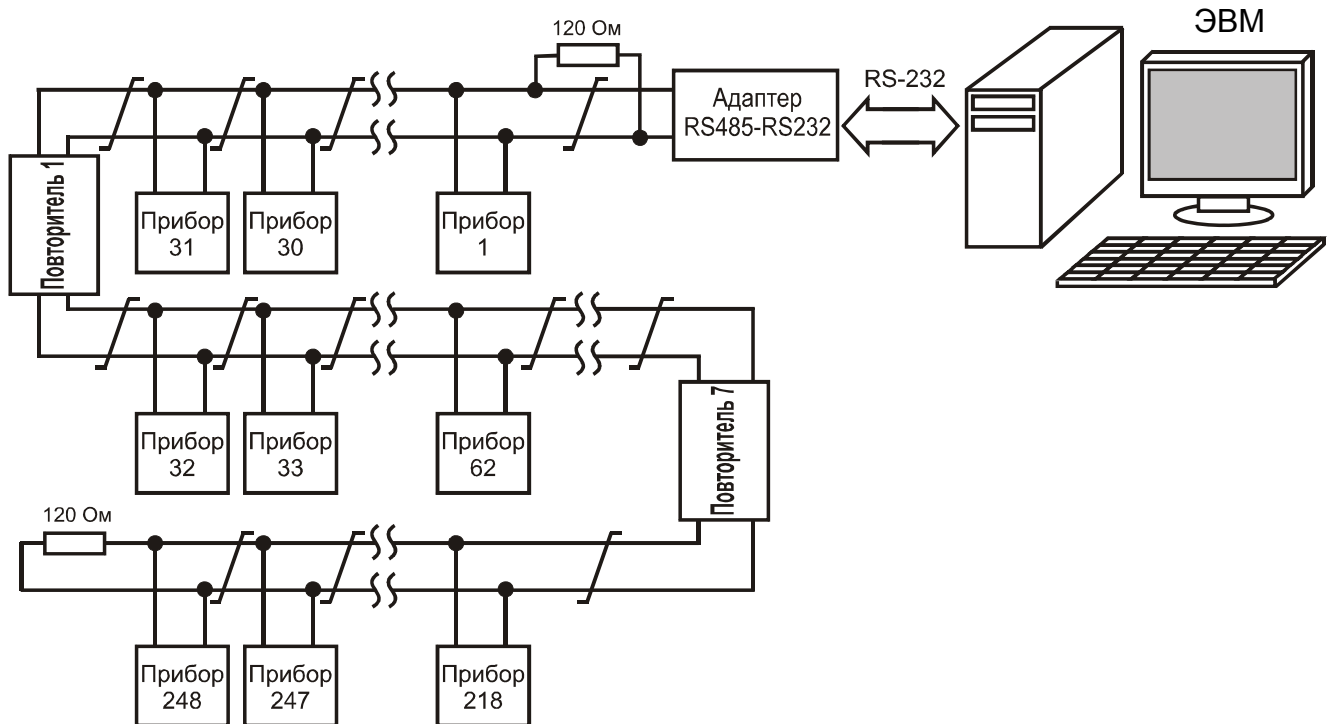 ЭВМ
120 Ом
RS-232
Адаптер
RS485-RS232
Повторитель 1
Прибор
31
Прибор
30
Прибор
1
Прибор
32
Прибор
33
Прибор
62
Повторитель 7
120 Ом
Прибор
248
Прибор
247
Прибор
218